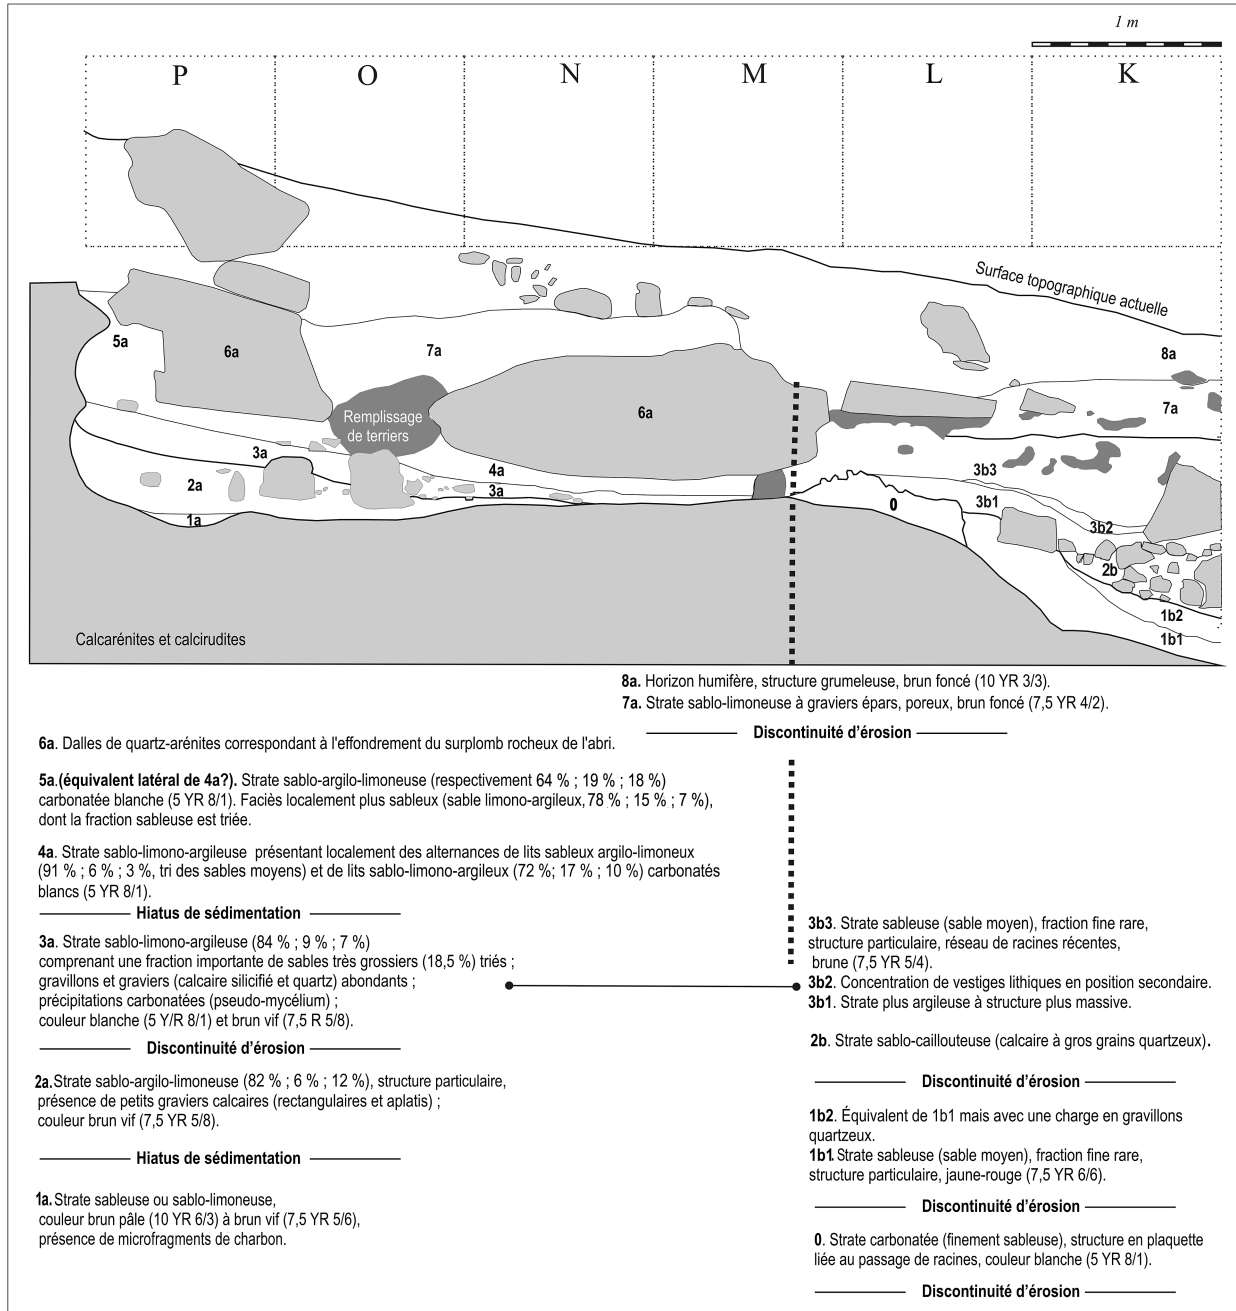 1 m
P O N M L K
Surface topographique actuelle
5a
6a
7a
8a
6a
7a
Remplissage
de terriers
3a
4a
3a
2a
1a
3b3
3b1
0
3b2
2b
1b2
1b1
Calcarénites et calcirudites
8a. Horizon humifère, structure grumeleuse, brun foncé (10 YR 3/3).
7a. Strate sablo-limoneuse à graviers épars, poreux, brun foncé (7,5 YR 4/2).
Discontinuité d'érosion
6a. Dalles de quartz-arénites correspondant à l'effondrement du surplomb rocheux de l'abri.
5a.(équivalent latéral de 4a?). Strate sablo-argilo-limoneuse (respectivement 64 % ; 19 % ; 18 %)
carbonatée blanche (5 YR 8/1). Faciès localement plus sableux (sable limono-argileux, 78 % ; 15 % ; 7 %),
dont la fraction sableuse est triée.
4a. Strate sablo-limono-argileuse présentant localement des alternances de lits sableux argilo-limoneux
(91 % ; 6 % ; 3 %, tri des sables moyens) et de lits sablo-limono-argileux (72 %; 17 % ; 10 %) carbonatés
blancs (5 YR 8/1).
Hiatus de sédimentation
3a. Strate sablo-limono-argileuse (84 % ; 9 % ; 7 %)
comprenant une fraction importante de sables très grossiers (18,5 %) triés ;
gravillons et graviers (calcaire silicifié et quartz) abondants ;
précipitations carbonatées (pseudo-mycélium) ;
couleur blanche (5 Y/R 8/1) et brun vif (7,5 R 5/8).
Discontinuité d'érosion
2a. Strate sablo-argilo-limoneuse (82 % ; 6 % ; 12 %), structure particulaire,
présence de petits graviers calcaires (rectangulaires et aplatis) ;
couleur brun vif (7,5 YR 5/8).
Hiatus de sédimentation
1a. Strate sableuse ou sablo-limoneuse,
couleur brun pâle (10 YR 6/3) à brun vif (7,5 YR 5/6),
présence de microfragments de charbon.
3b3. Strate sableuse (sable moyen), fraction fine rare,
structure particulaire, réseau de racines récentes,
brune (7,5 YR 5/4).
3b2. Concentration de vestiges lithiques en position secondaire.
3b1. Strate plus argileuse à structure plus massive.
2b. Strate sablo-caillouteuse (calcaire à gros grains quartzeux).
Discontinuité d'érosion
1b2. Équivalent de 1b1 mais avec une charge en gravillons
quartzeux.
1b1. Strate sableuse (sable moyen), fraction fine rare,
structure particulaire, jaune-rouge (7,5 YR 6/6).
Discontinuité d'érosion
0. Strate carbonatée (finement sableuse), structure en plaquette
liée au passage de racines, couleur blanche (5 YR 8/1).
Discontinuité d'érosion